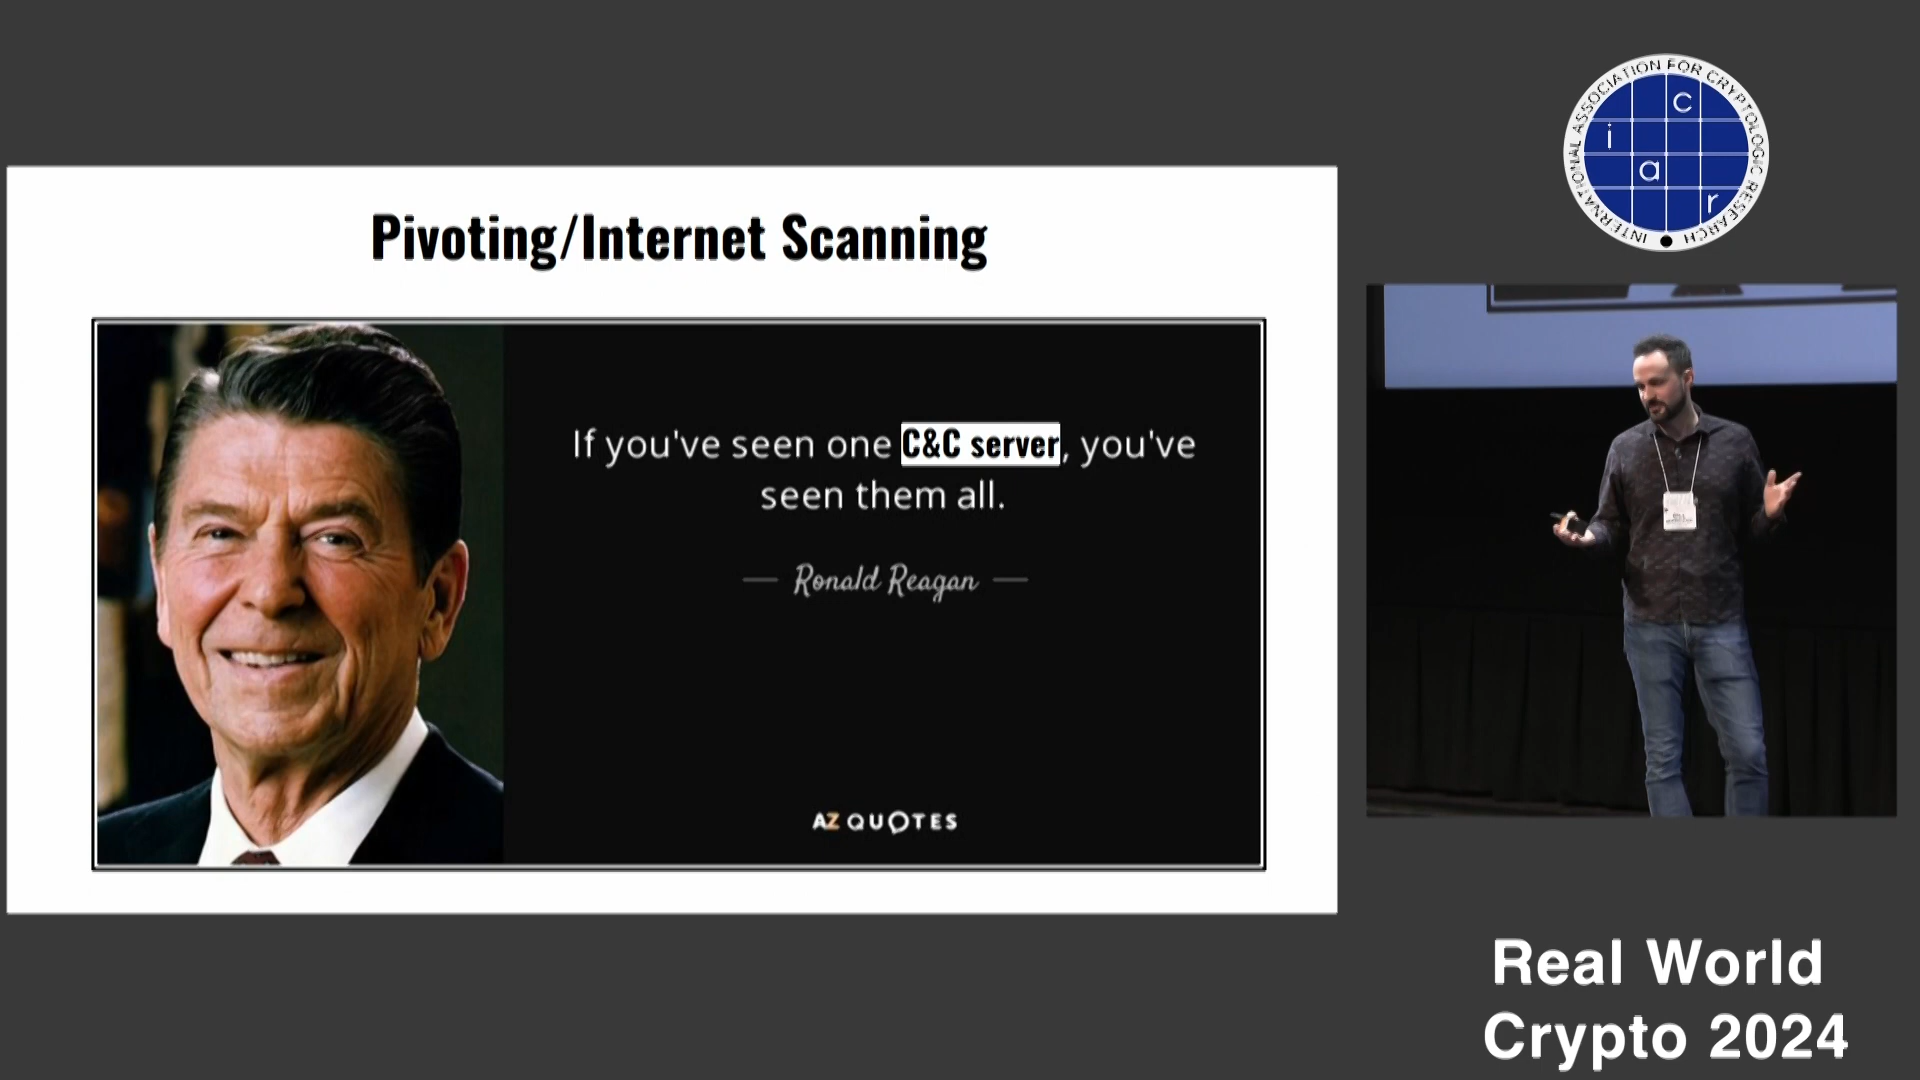 Pivoting/Internet Scanning
If you've seen one C&C server, you've
seen them all.
Ronald Reagan
AZ QUOTES
INTERNATIONAL ASSOCIATION FOR CRYPTOLOGIC RESEARCH
c
i
a
r
Real World
Crypto 2024